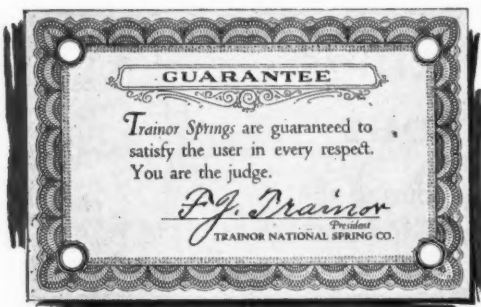 GUARANTEE
Trainor Springs are guaranteed to
satisfy the user in every respect.
You are the judge.
F.J. Trainor
President
TRAINOR NATIONAL SPRING CO.